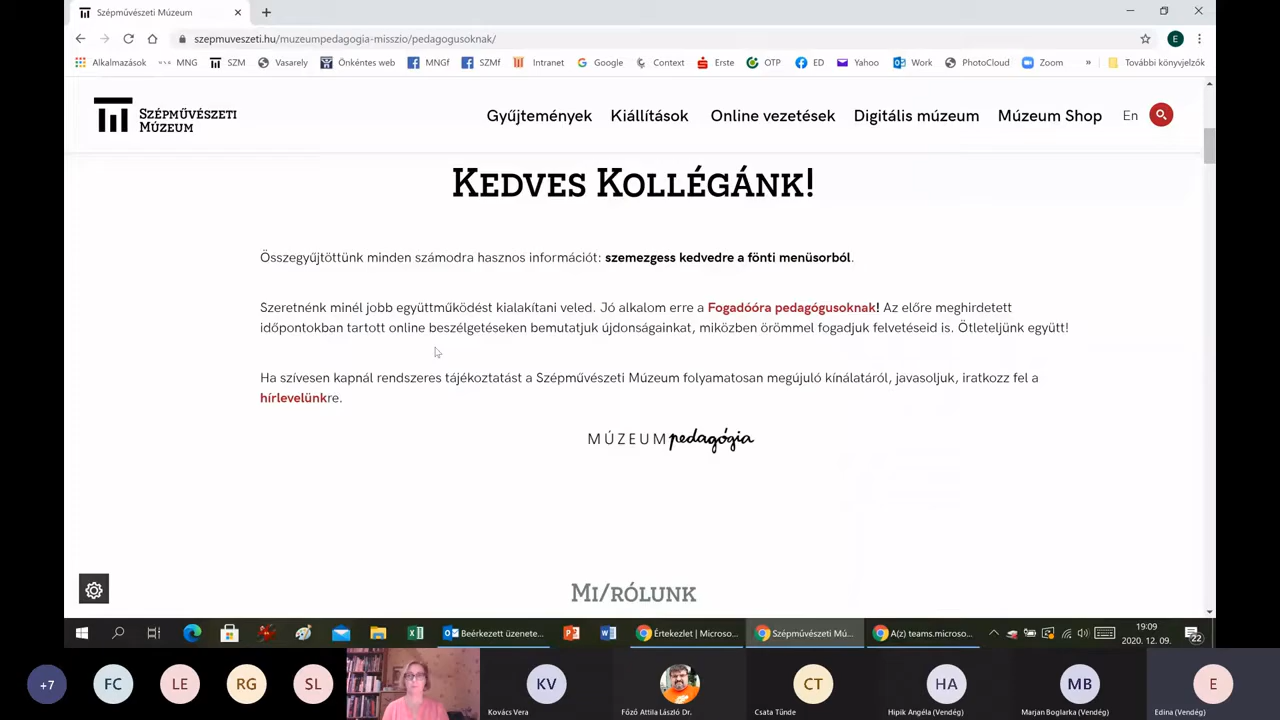 Szépművészeti Múzeum
szepmuveszeti.hu/muzeumpedagogia-misszio/pedagogusoknak/
E
Alkalmazások MNG SZM Vasarely Önkéntes web MNGf SZMf Intranet Google Context Erste OTP ED Yahoo Work PhotoCloud Zoom » További könyvjelzők
SZÉPMŰVÉSZETI
MÚZEUM
Gyűjtemények Kiállítások Online vezetések Digitális múzeum Múzeum Shop En
KEDVES KOLLÉGÁNK!
Összegyűjtöttünk minden számodra hasznos információt: szemezgess kedvedre a fönti menüsorból.
Szeretnénk minél jobb együttműködést kialakítani veled. Jó alkalom erre a Fogadóóra pedagógusoknak! Az előre meghirdetett
időpontokban tartott online beszélgetéseken bemutatjuk újdonságainkat, miközben örömmel fogadjuk felvetéseid is. Ötleteljünk együtt!
Ha szívesen kapnál rendszeres tájékoztatást a Szépművészeti Múzeum folyamatosan megújuló kínálatáról, javasoljuk, iratkozz fel a
hírlevelünkre.
MÚZEUMpedagógia
MI/RÓLUNK
Beérkezett üzenete... Értekezlet | Microso... Szépművészeti Mú... A(z) teams.microso...
19:09
2020. 12. 09.
22
+7 FC LE RG SL KV CT HA MB E
Kovács Vera Főző Attila László Dr. Csata Tünde Hipik Angéla (Vendég) Marjan Boglarka (Vendég) Edina (Vendég)